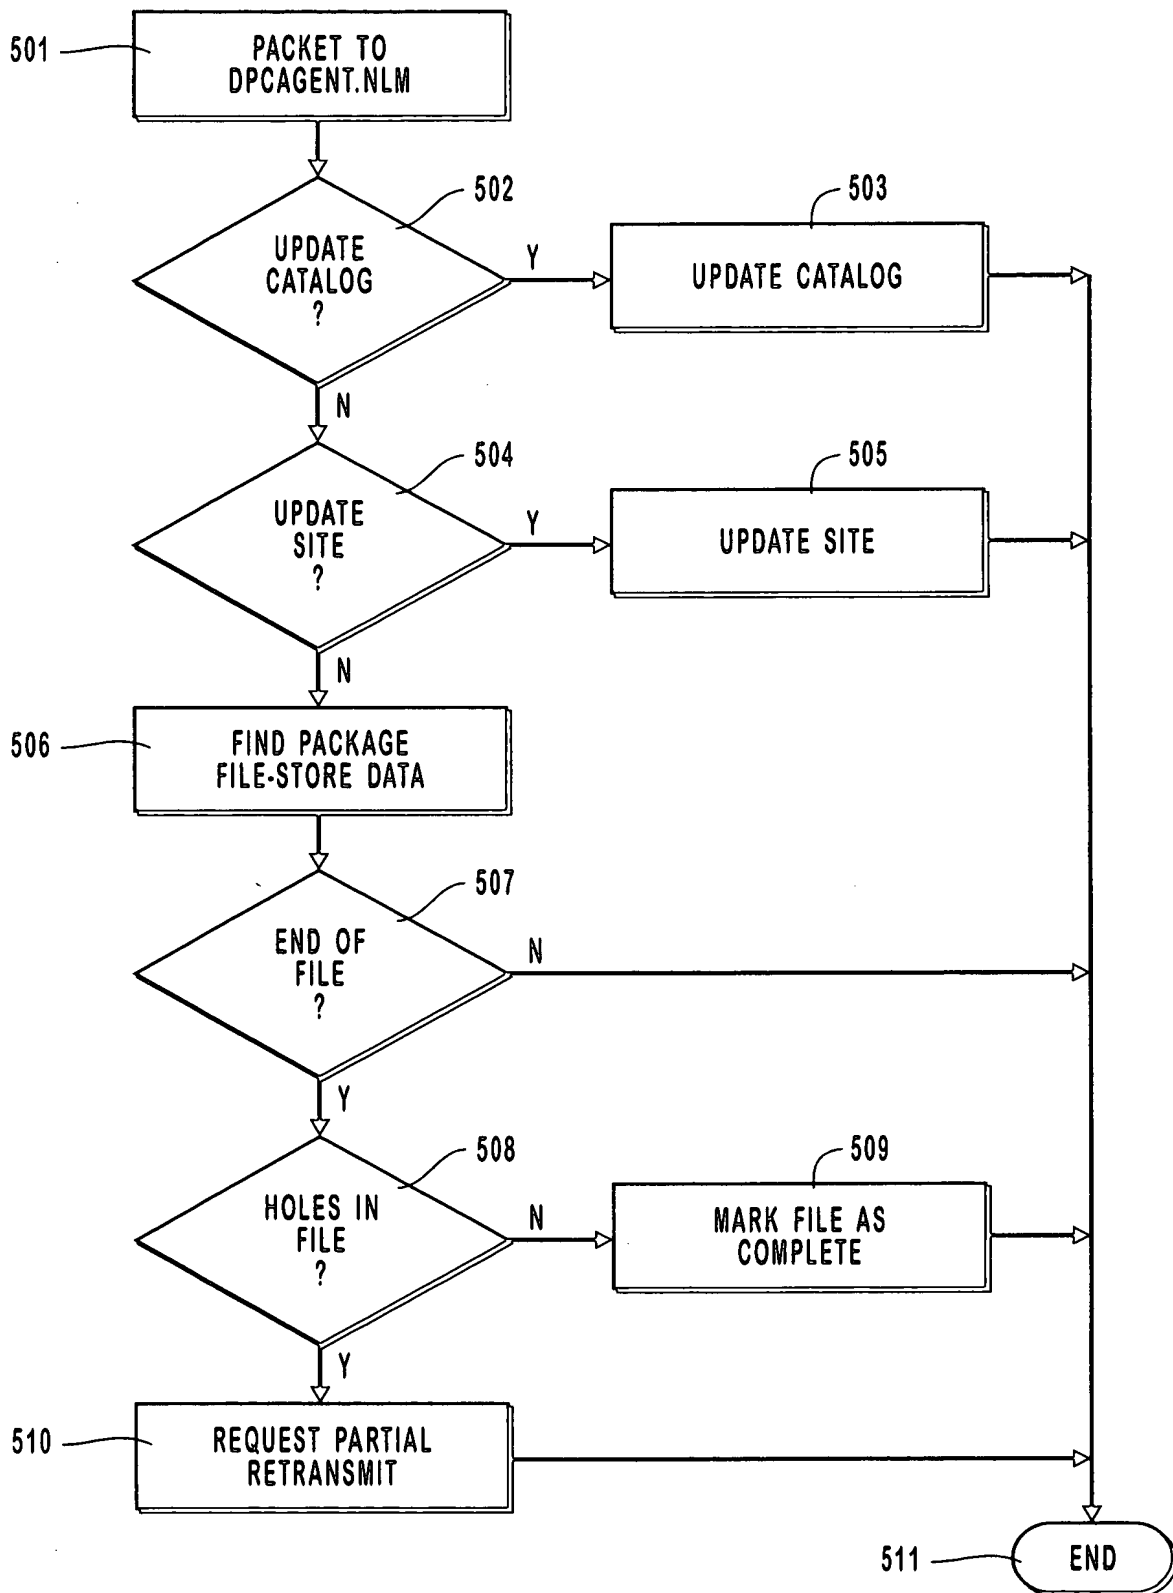 501
PACKET TO
DPCAGENT.NLM
502
UPDATE
CATALOG
?
Y
503
UPDATE CATALOG
N
504
UPDATE
SITE
?
Y
505
UPDATE SITE
N
506
FIND PACKAGE
FILE-STORE DATA
507
END OF
FILE
?
N
Y
508
HOLES IN
FILE
?
N
509
MARK FILE AS
COMPLETE
Y
510
REQUEST PARTIAL
RETRANSMIT
511
END